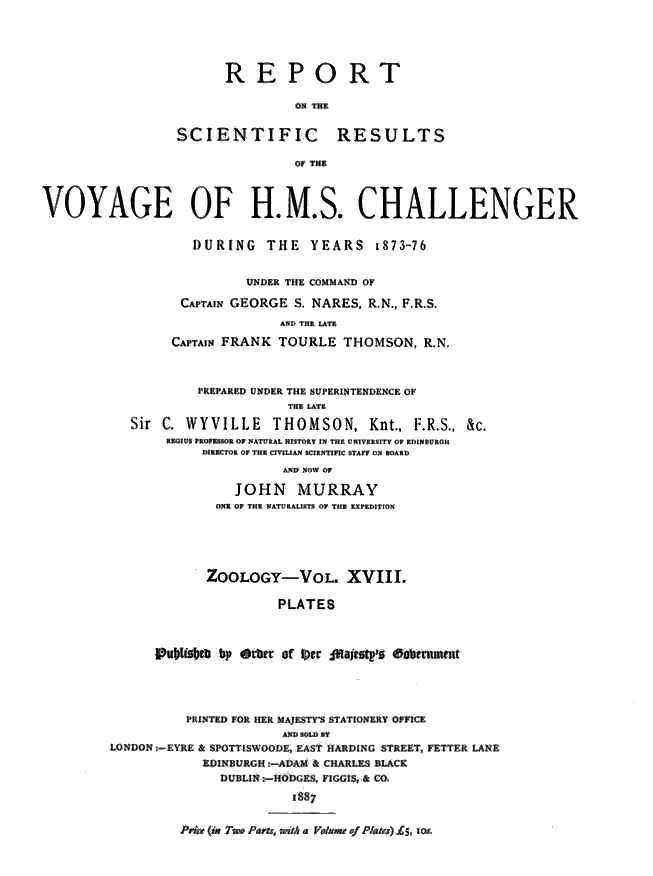 REPORT
ON THE
SCIENTIFIC RESULTS
OF THE
VOYAGE OF H.M.S. CHALLENGER
DURING THE YEARS 1873-76
UNDER THE COMMAND OF
CAPTAIN GEORGE S. NARES, R.N., F.R.S.
AND THE LATE
CAPTAIN FRANK TOURLE THOMSON, R.N.
PREPARED UNDER THE SUPERINTENDENCE OF
THE LATE
Sir C. WYVILLE THOMSON, Knt., F.R.S., &c.
REGIUS PROFESSOR OF NATURAL HISTORY IN THE UNIVERSITY OF EDINBURGH
DIRECTOR OF THE CIVILIAN SCIENTIFIC STAFF ON BOARD
AND NOW OF
JOHN MURRAY
ONE OF THE NATURALISTS OF THE EXPEDITION
ZOOLOGY—VOL. XVIII.
PLATES
Published by Order of Her Majesty's Government
PRINTED FOR HER MAJESTY'S STATIONERY OFFICE
AND SOLD BY
LONDON:—EYRE & SPOTTISWOODE, EAST HARDING STREET, FETTER LANE
EDINBURGH:—ADAM & CHARLES BLACK
DUBLIN:—HODGES, FIGGIS, & CO.
1887
Price (in Two Parts, with a Volume of Plates) £5, 10s.